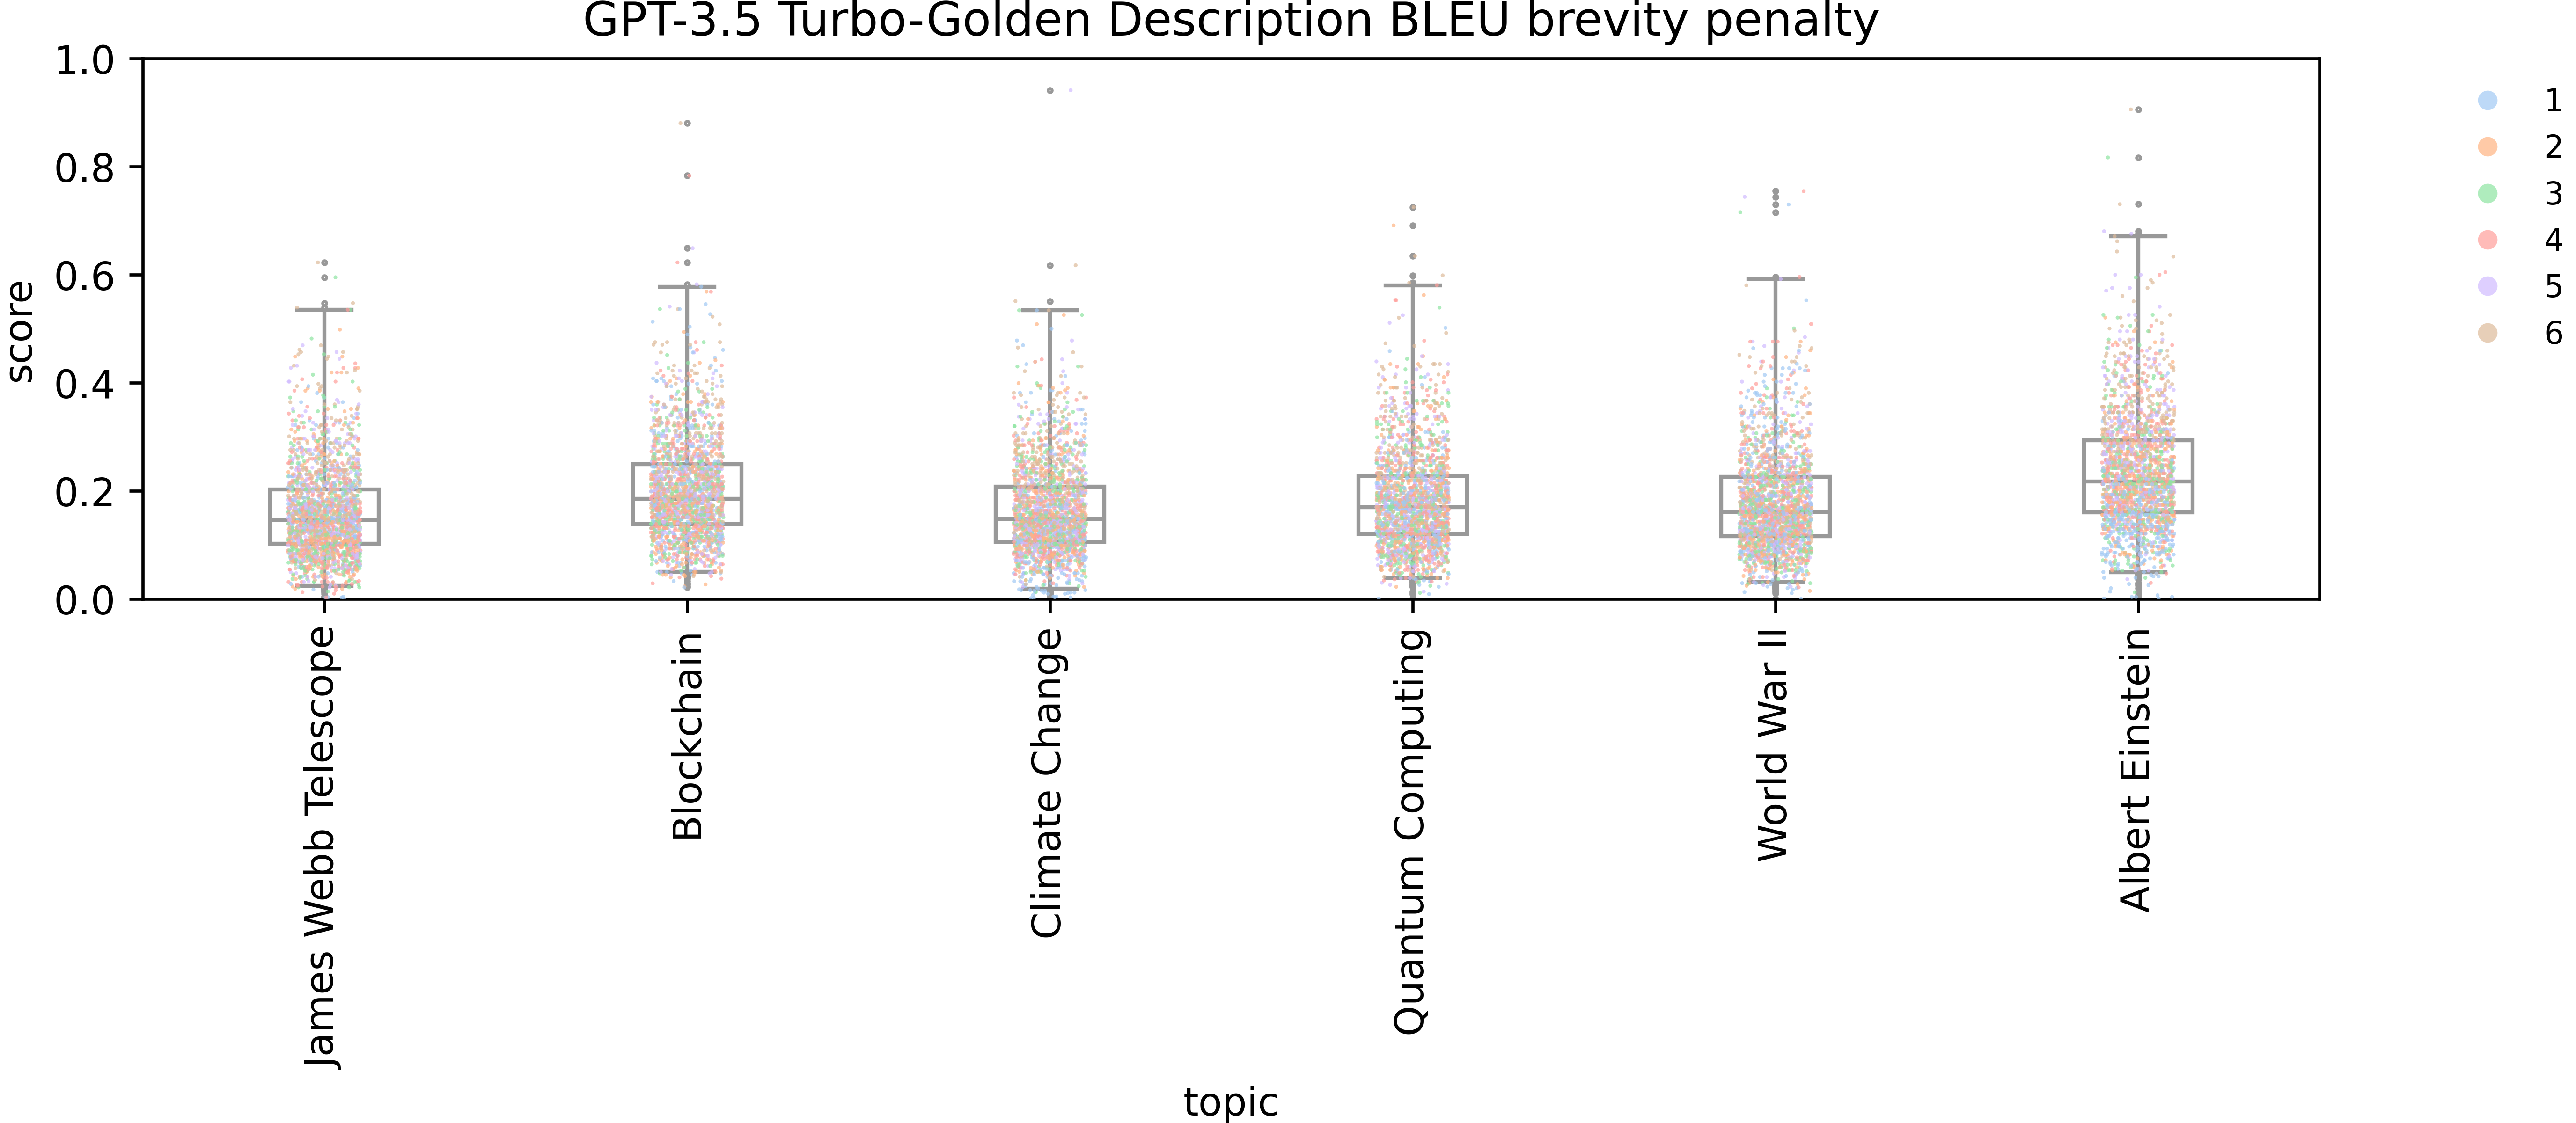 GPT-3.5 Turbo-Golden Description BLEU brevity penalty
score
1.0
0.8
0.6
0.4
0.2
0.0
James Webb Telescope
Blockchain
Climate Change
Quantum Computing
World War II
Albert Einstein
topic
1
2
3
4
5
6